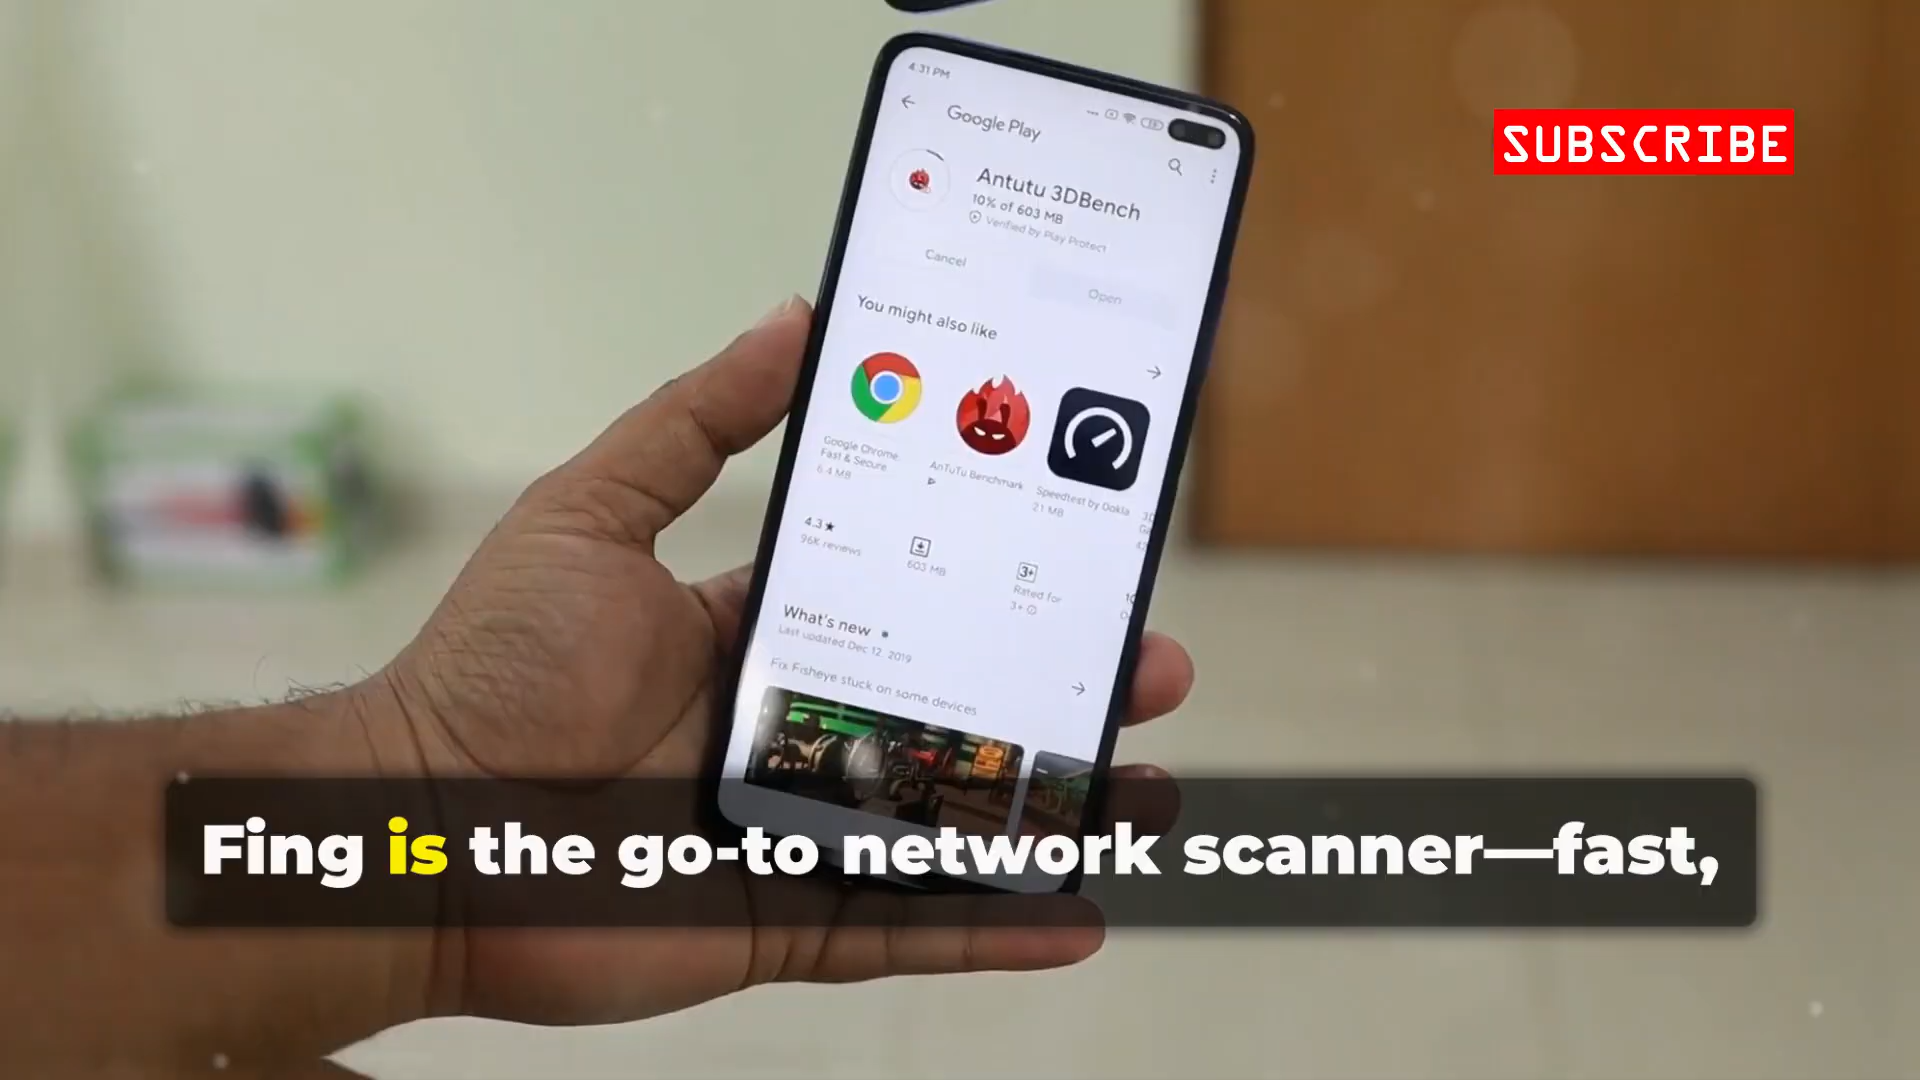 4:31 PM
Google Play
SUBSCRIBE
Antutu 3DBench
10% of 603 MB
Verified by Play Protect
Cancel
Open
You might also like
Google Chrome
Fast & Secure
6.4 MB
AnTuTu Benchmark
Speedtest by Ookla
21 MB
4.3★
96K reviews
603 MB
3+
Rated for
3+
What's new
Last updated Dec 12, 2019
Fix Fisheye stuck on some devices
Fing is the go-to network scanner—fast,